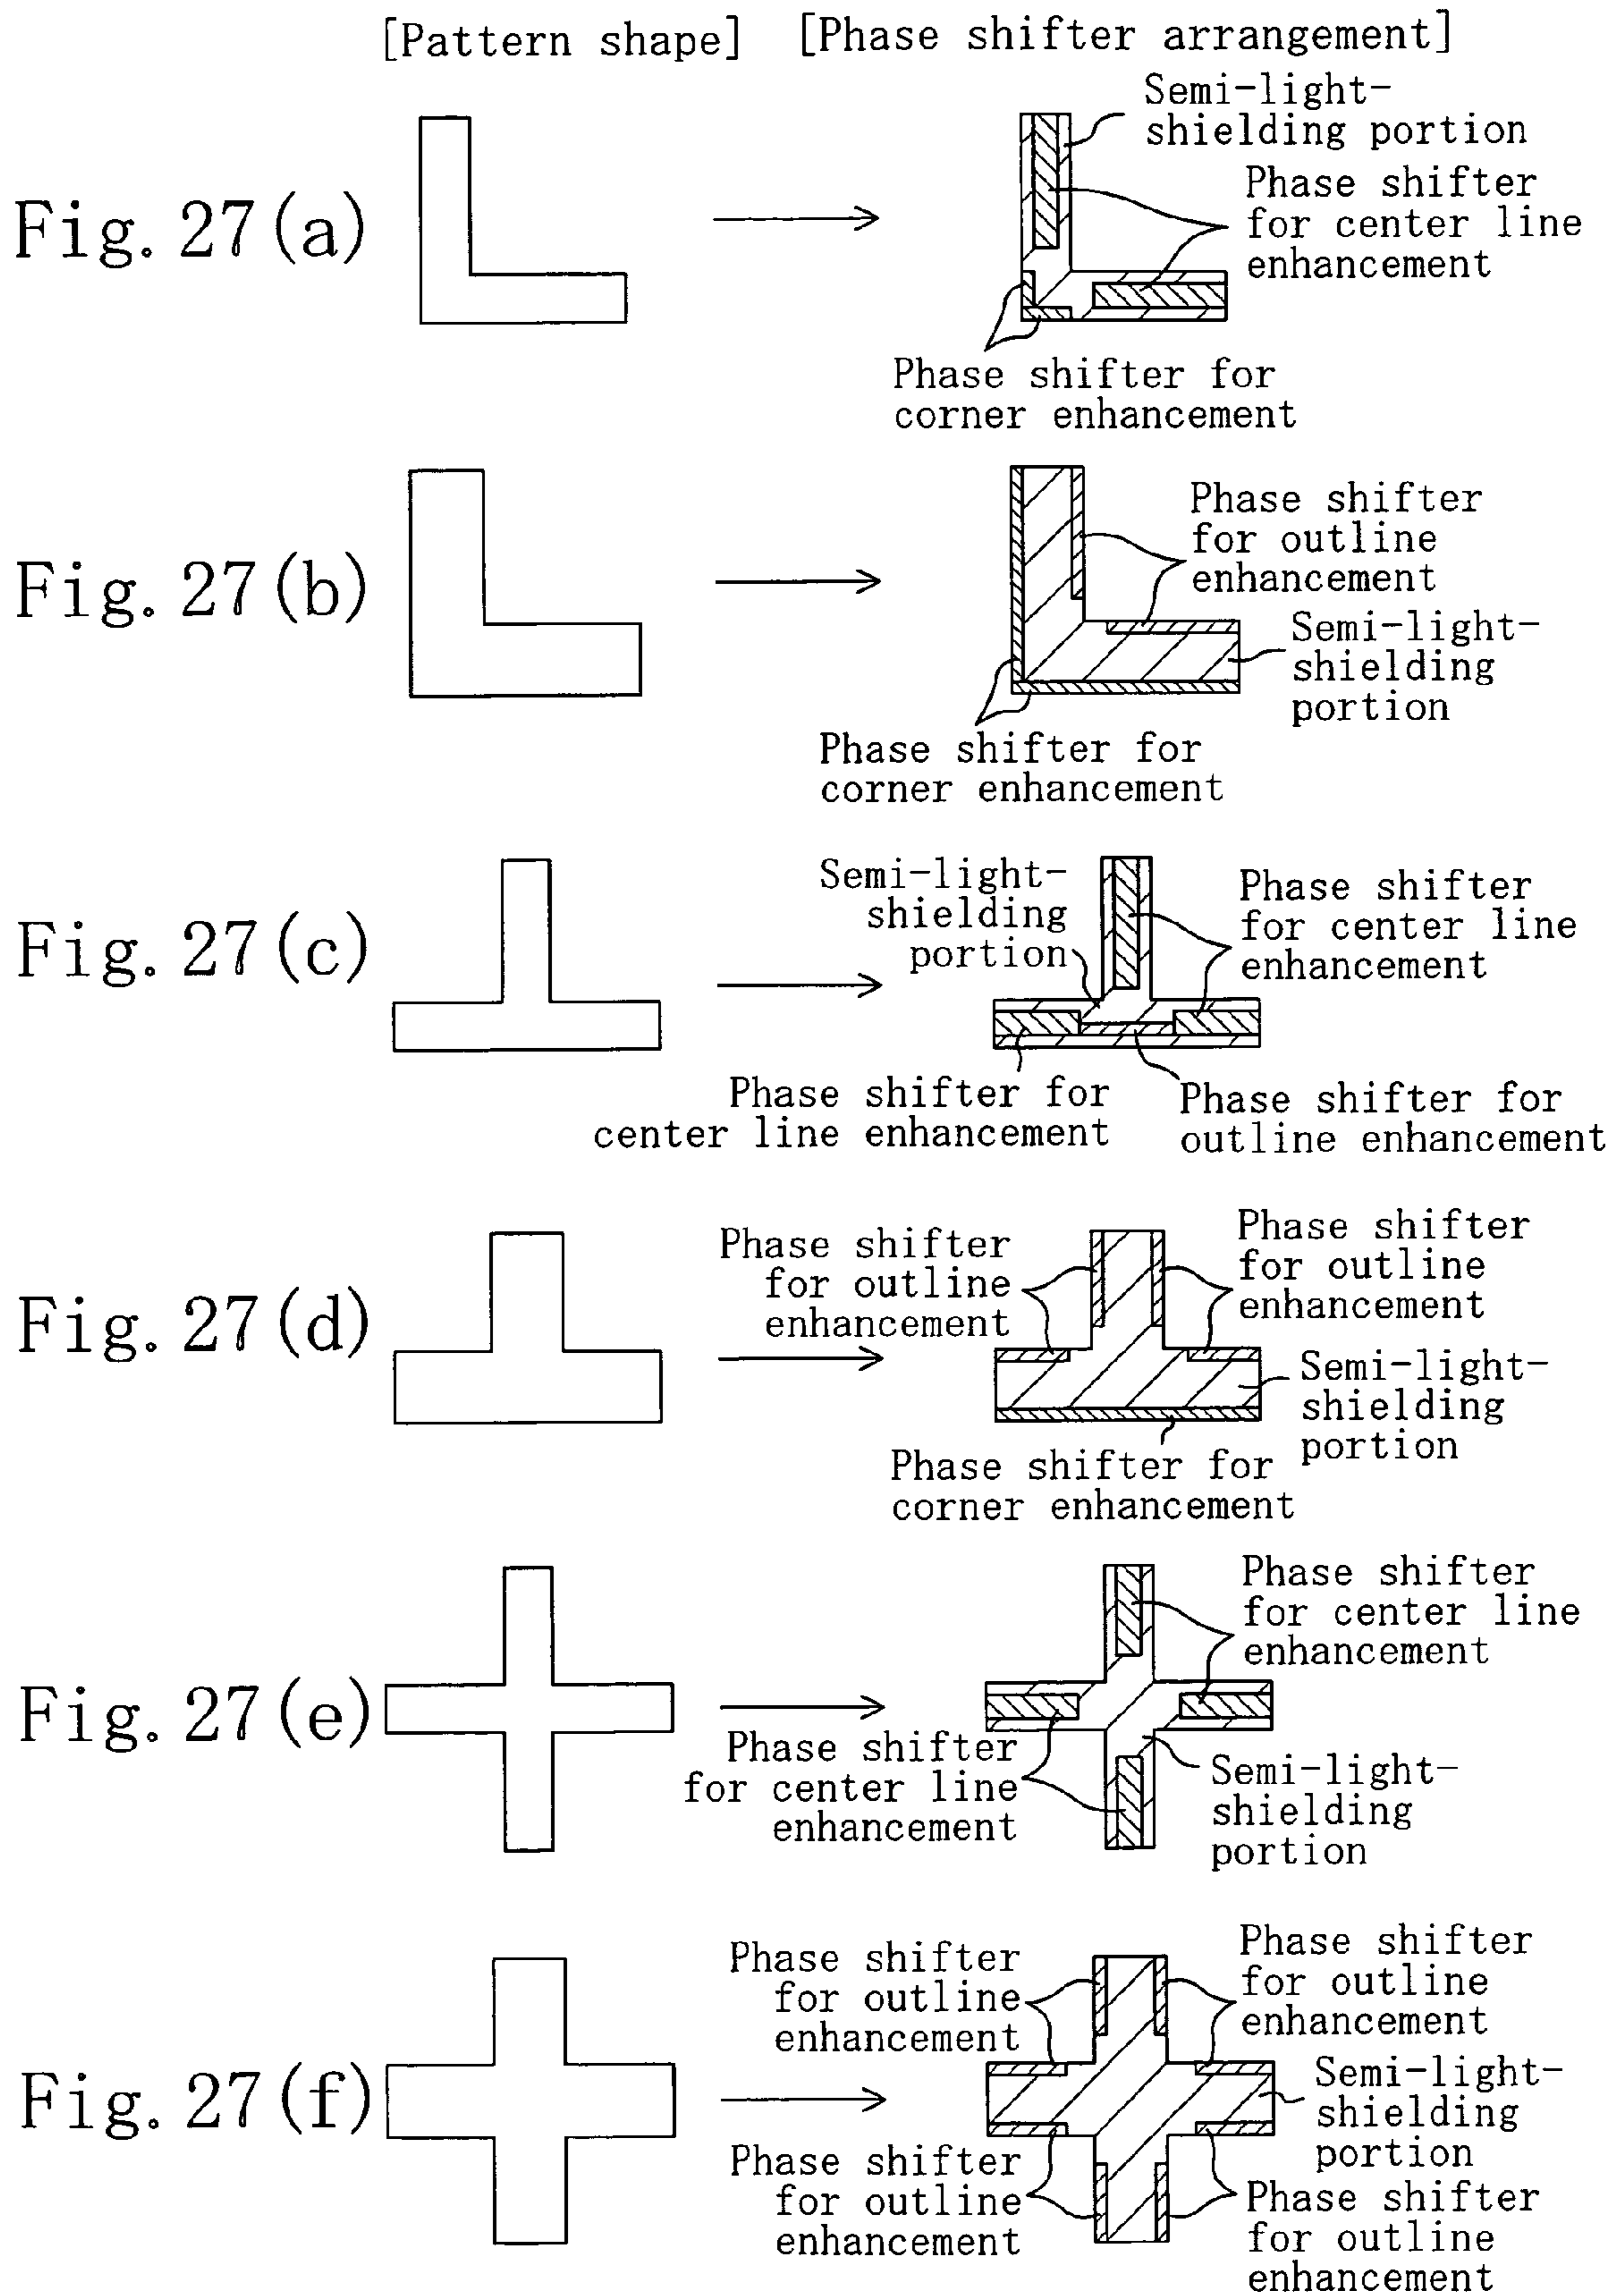 [Pattern shape]
[Phase shifter arrangement]
Fig. 27(a)
Semi-light-
shielding portion
Phase shifter
for center line
enhancement
Phase shifter for
corner enhancement
Fig. 27(b)
Phase shifter
for outline
enhancement
Semi-light-
shielding
portion
Phase shifter for
corner enhancement
Fig. 27(c)
Semi-light-
shielding
portion
Phase shifter
for center line
enhancement
Phase shifter for
center line enhancement
Phase shifter for
outline enhancement
Fig. 27(d)
Phase shifter
for outline
enhancement
Phase shifter
for outline
enhancement
Semi-light-
shielding
portion
Phase shifter for
corner enhancement
Fig. 27(e)
Phase shifter
for center line
enhancement
Phase shifter
for center line
enhancement
Semi-light-
shielding
portion
Fig. 27(f)
Phase shifter
for outline
enhancement
Phase shifter
for outline
enhancement
Semi-light-
shielding
portion
Phase shifter
for outline
enhancement
Phase shifter
for outline
enhancement